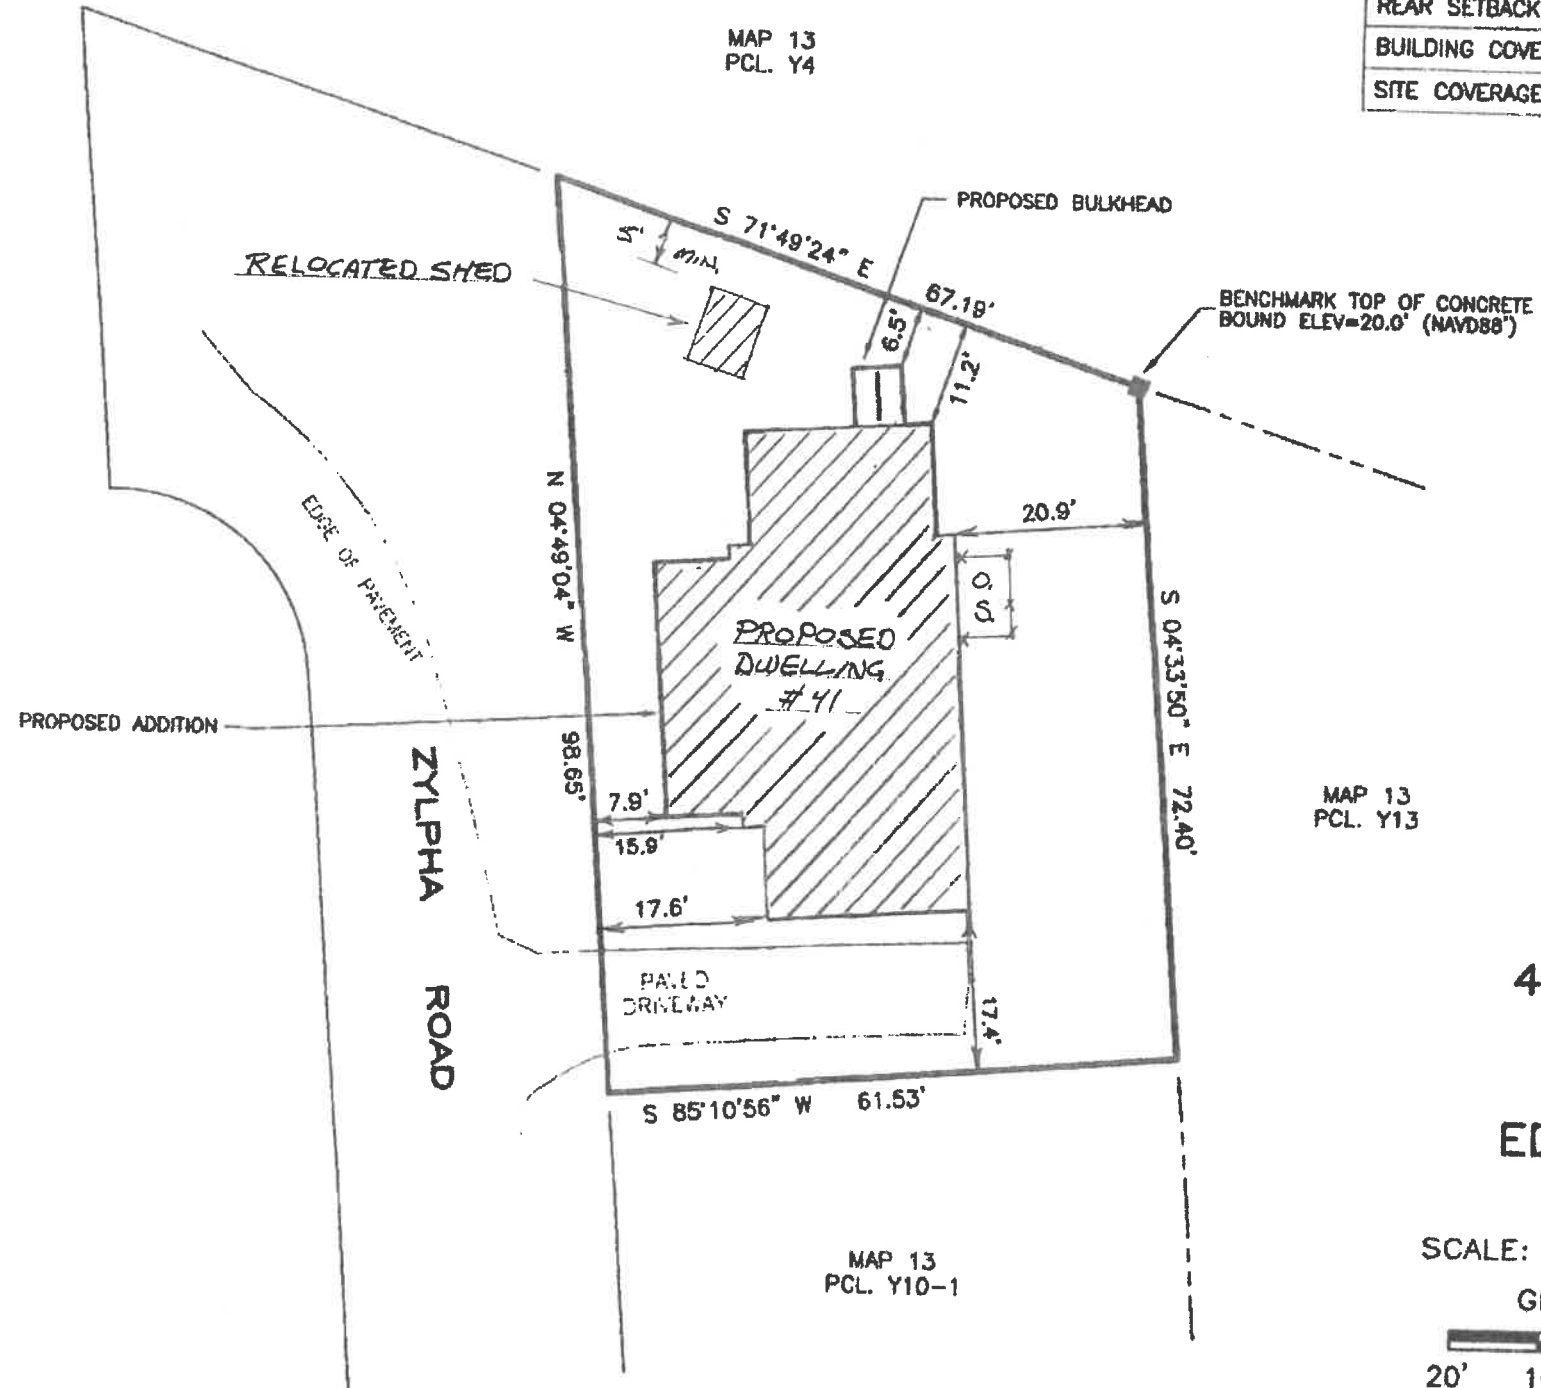 REAR SETBACK
BUILDING COVE
SITE COVERAGE
MAP 13
PCL. Y4
PROPOSED BULKHEAD
S 71°49'24" E
67.19'
5'
MIN.
RELOCATED SHED
BENCHMARK TOP OF CONCRETE
BOUND ELEV=20.0' (NAVD88')
6.5'
11.2'
20.9'
N 04°49'04" W
98.65'
EDGE OF PAVEMENT
O.S
PROPOSED
DWELLING
#41
S 04°33'50" E 72.40'
PROPOSED ADDITION
ZYLPHA ROAD
7.9'
15.9'
MAP 13
PCL. Y13
17.6'
PAVED
DRIVEWAY
17.4'
S 85°10'56" W 61.53'
4
ED
MAP 13
PCL. Y10-1
SCALE:
G
20'
1